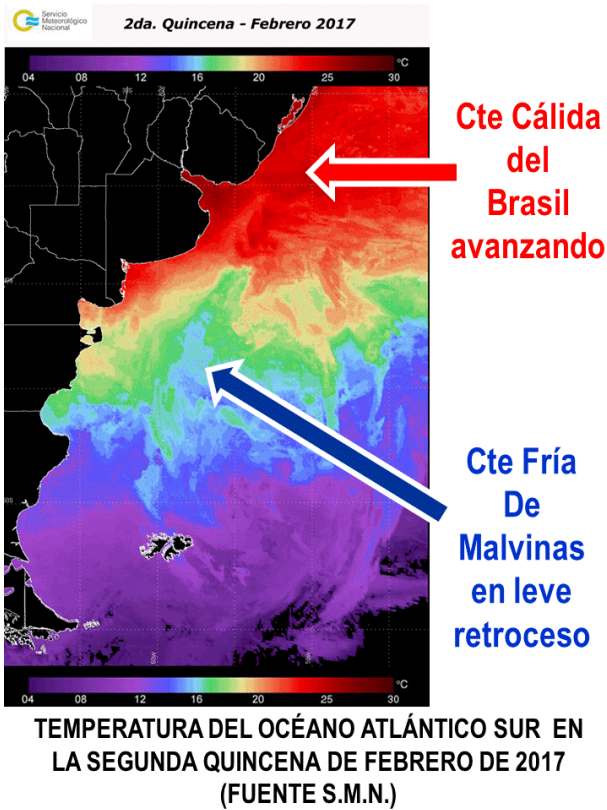 Servicio
Meteorológico
Nacional
2da. Quincena - Febrero 2017
°C
04 08 12 16 20 25 30
Cte Cálida
del
Brasil
avanzando
Cte Fría
De
Malvinas
en leve
retroceso
°C
04 08 12 16 20 25 30
TEMPERATURA DEL OCÉANO ATLÁNTICO SUR EN
LA SEGUNDA QUINCENA DE FEBRERO DE 2017
(FUENTE S.M.N.)